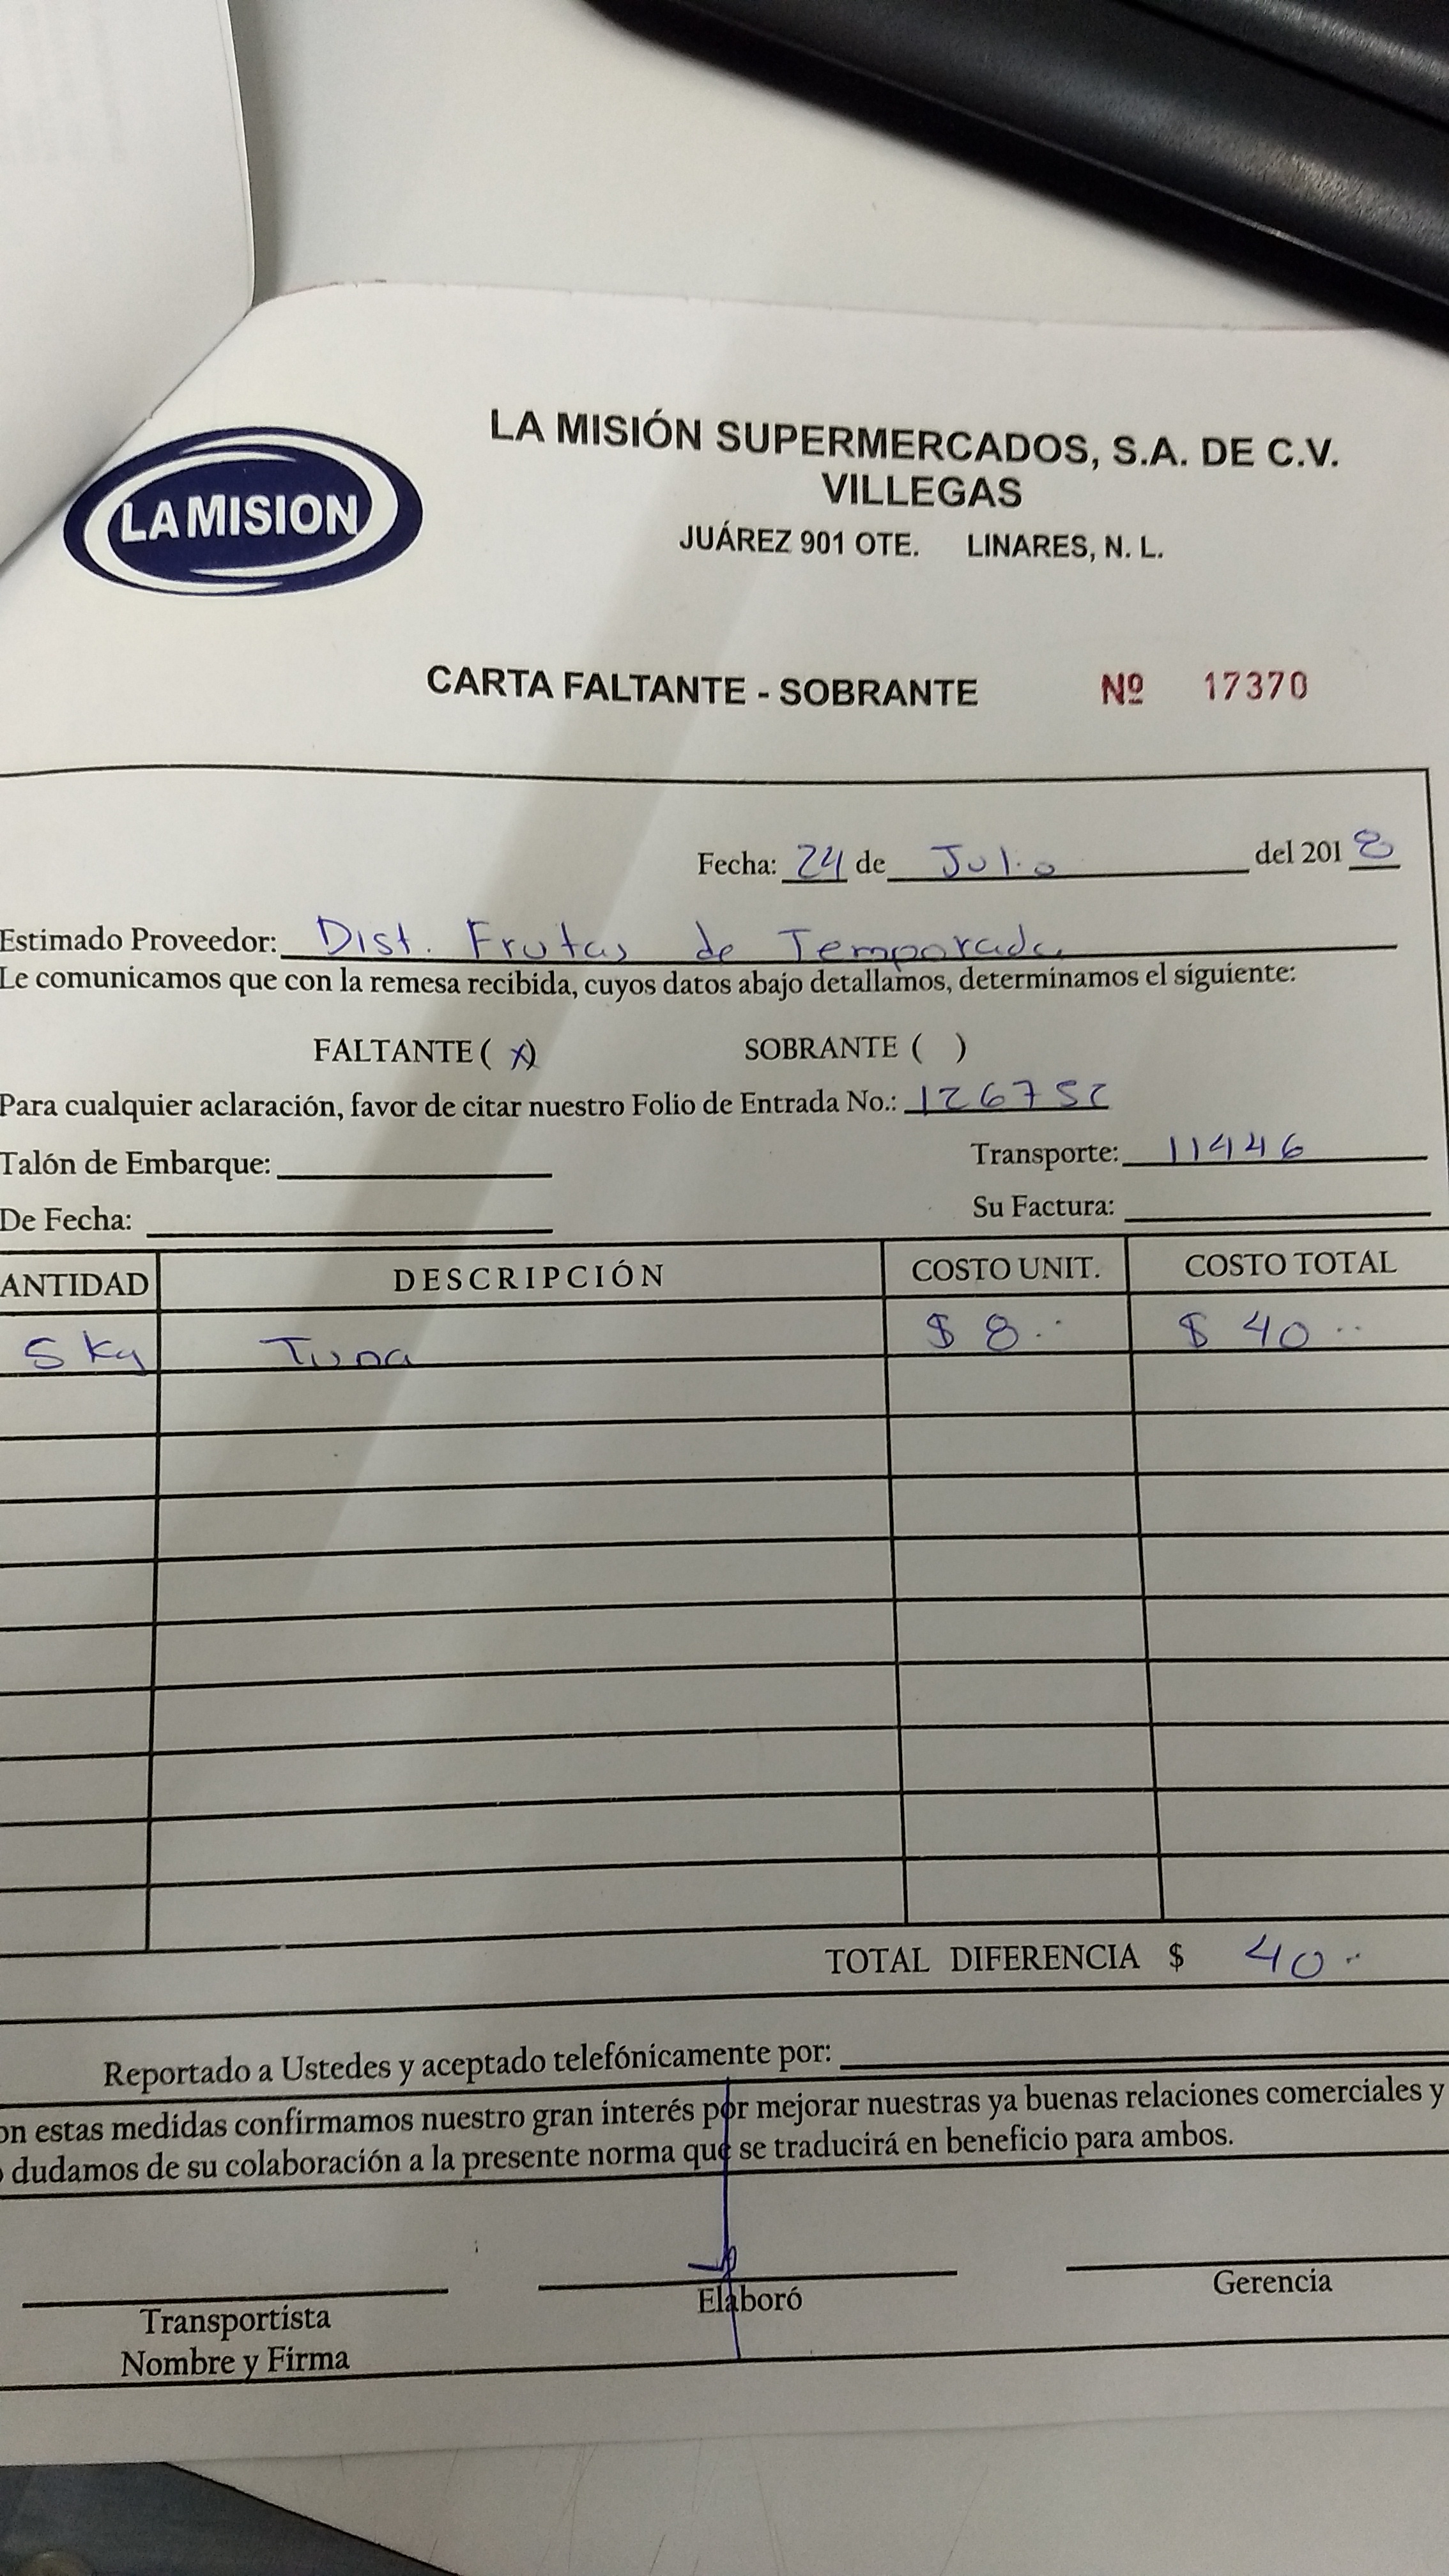 LA MISIÓN SUPERMERCADOS, S.A. DE C.V.
VILLEGAS
JUÁREZ 901 OTE. LINARES, N. L.
LA MISION
CARTA FALTANTE - SOBRANTE Nº 17370
Fecha: 24 de Julio del 2018
Estimado Proveedor: Dist. Frutas de Temporada
Le comunicamos que con la remesa recibida, cuyos datos abajo detallamos, determinamos el siguiente:
FALTANTE ( x ) SOBRANTE ( )
Para cualquier aclaración, favor de citar nuestro Folio de Entrada No.: 126752
Talón de Embarque: Transporte: 11446
De Fecha: Su Factura:
ANTIDAD DESCRIPCIÓN COSTO UNIT. COSTO TOTAL
5 Kg Tuna $ 8.. $ 40..
TOTAL DIFERENCIA $ 40..
Reportado a Ustedes y aceptado telefónicamente por:
on estas medidas confirmamos nuestro gran interés por mejorar nuestras ya buenas relaciones comerciales y
o dudamos de su colaboración a la presente norma que se traducirá en beneficio para ambos.
Transportista Elaboró Gerencia
Nombre y Firma